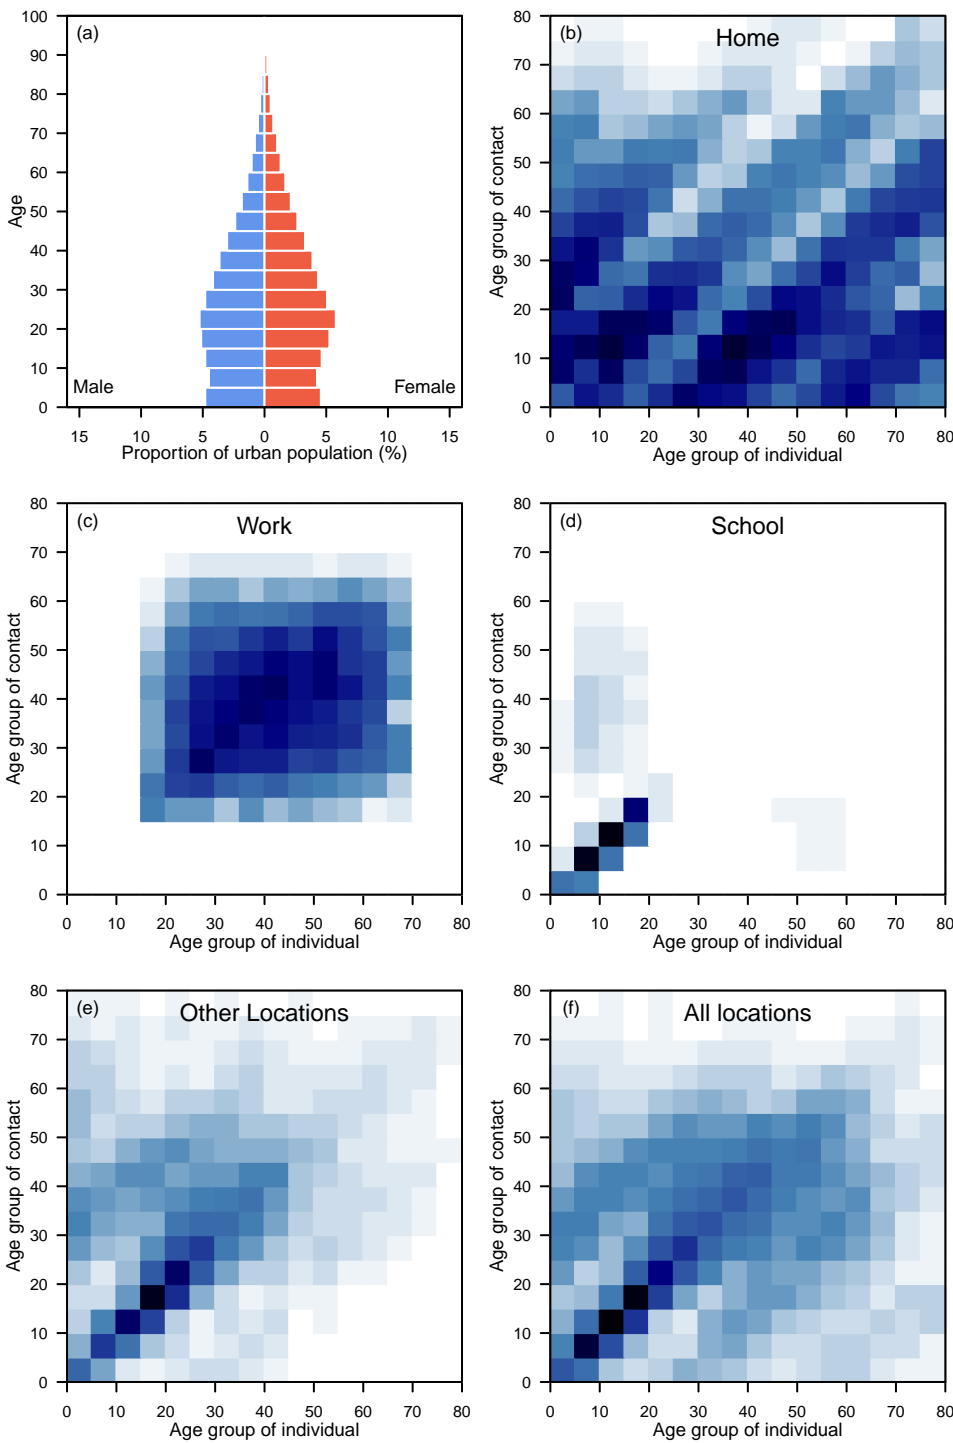 (a)
100
90
80
70
60
50
40
30
20
10
0
Age
Male
Female
15 10 5 0 5 10 15
Proportion of urban population (%)
(b)
Home
80
70
60
50
40
30
20
10
0
Age group of contact
0 10 20 30 40 50 60 70 80
Age group of individual
(c)
Work
80
70
60
50
40
30
20
10
0
Age group of contact
0 10 20 30 40 50 60 70 80
Age group of individual
(d)
School
80
70
60
50
40
30
20
10
0
Age group of contact
0 10 20 30 40 50 60 70 80
Age group of individual
(e)
Other Locations
80
70
60
50
40
30
20
10
0
Age group of contact
0 10 20 30 40 50 60 70 80
Age group of individual
(f)
All locations
80
70
60
50
40
30
20
10
0
Age group of contact
0 10 20 30 40 50 60 70 80
Age group of individual